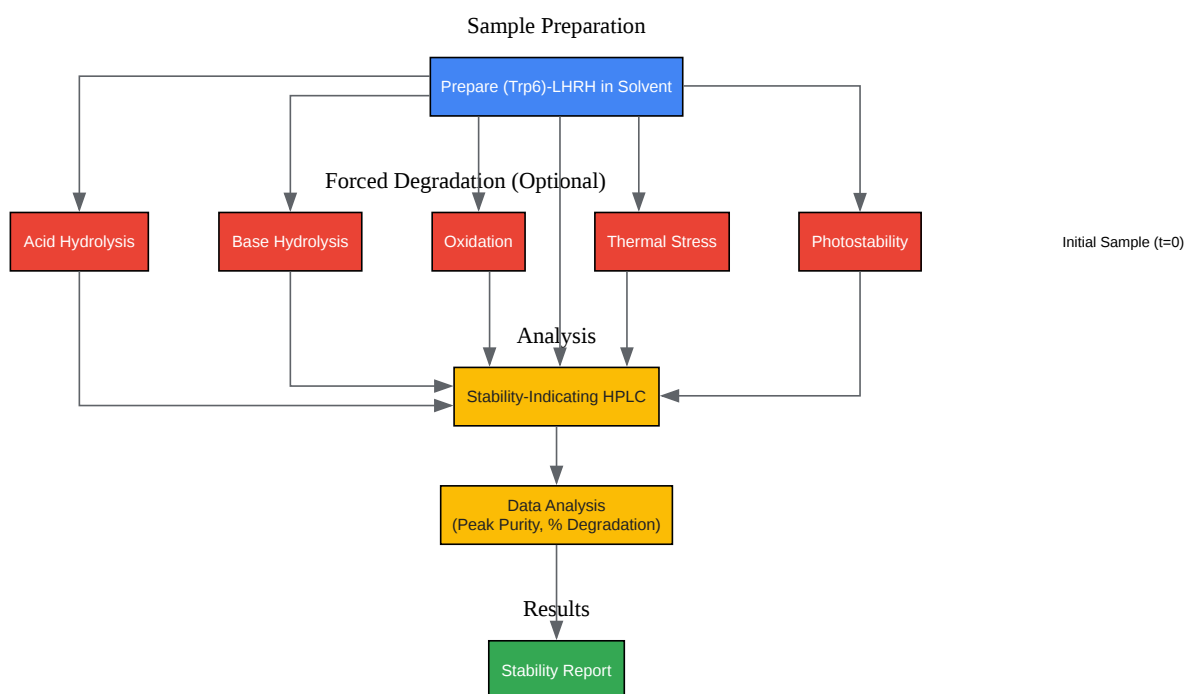 Sample Preparation
Prepare (Trp6)-LHRH in Solvent
Forced Degradation (Optional)
Acid Hydrolysis
Base Hydrolysis
Oxidation
Thermal Stress
Photostability
Initial Sample (t=0)
Analysis
Stability-Indicating HPLC
Data Analysis
(Peak Purity, % Degradation)
Results
Stability Report